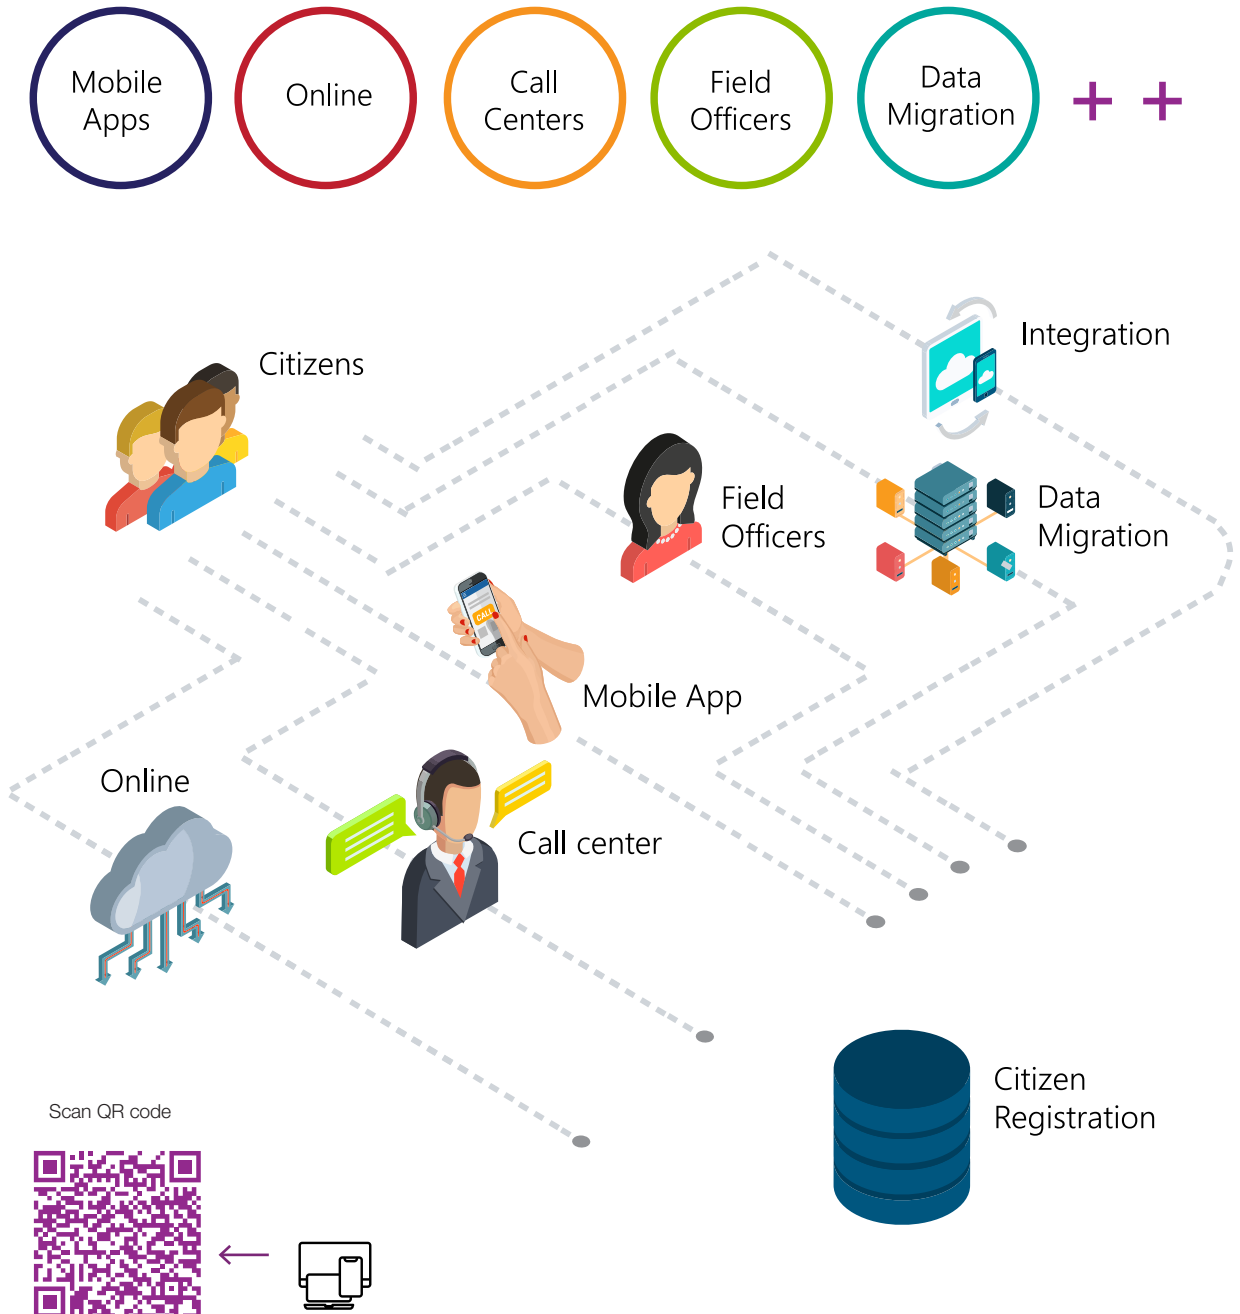 Mobile
Apps
Online
Call
Centers
Field
Officers
Data
Migration
++
Integration
Citizens
Field
Officers
Data
Migration
CALL
Mobile App
Online
Call center
Citizen
Registration
Scan QR code